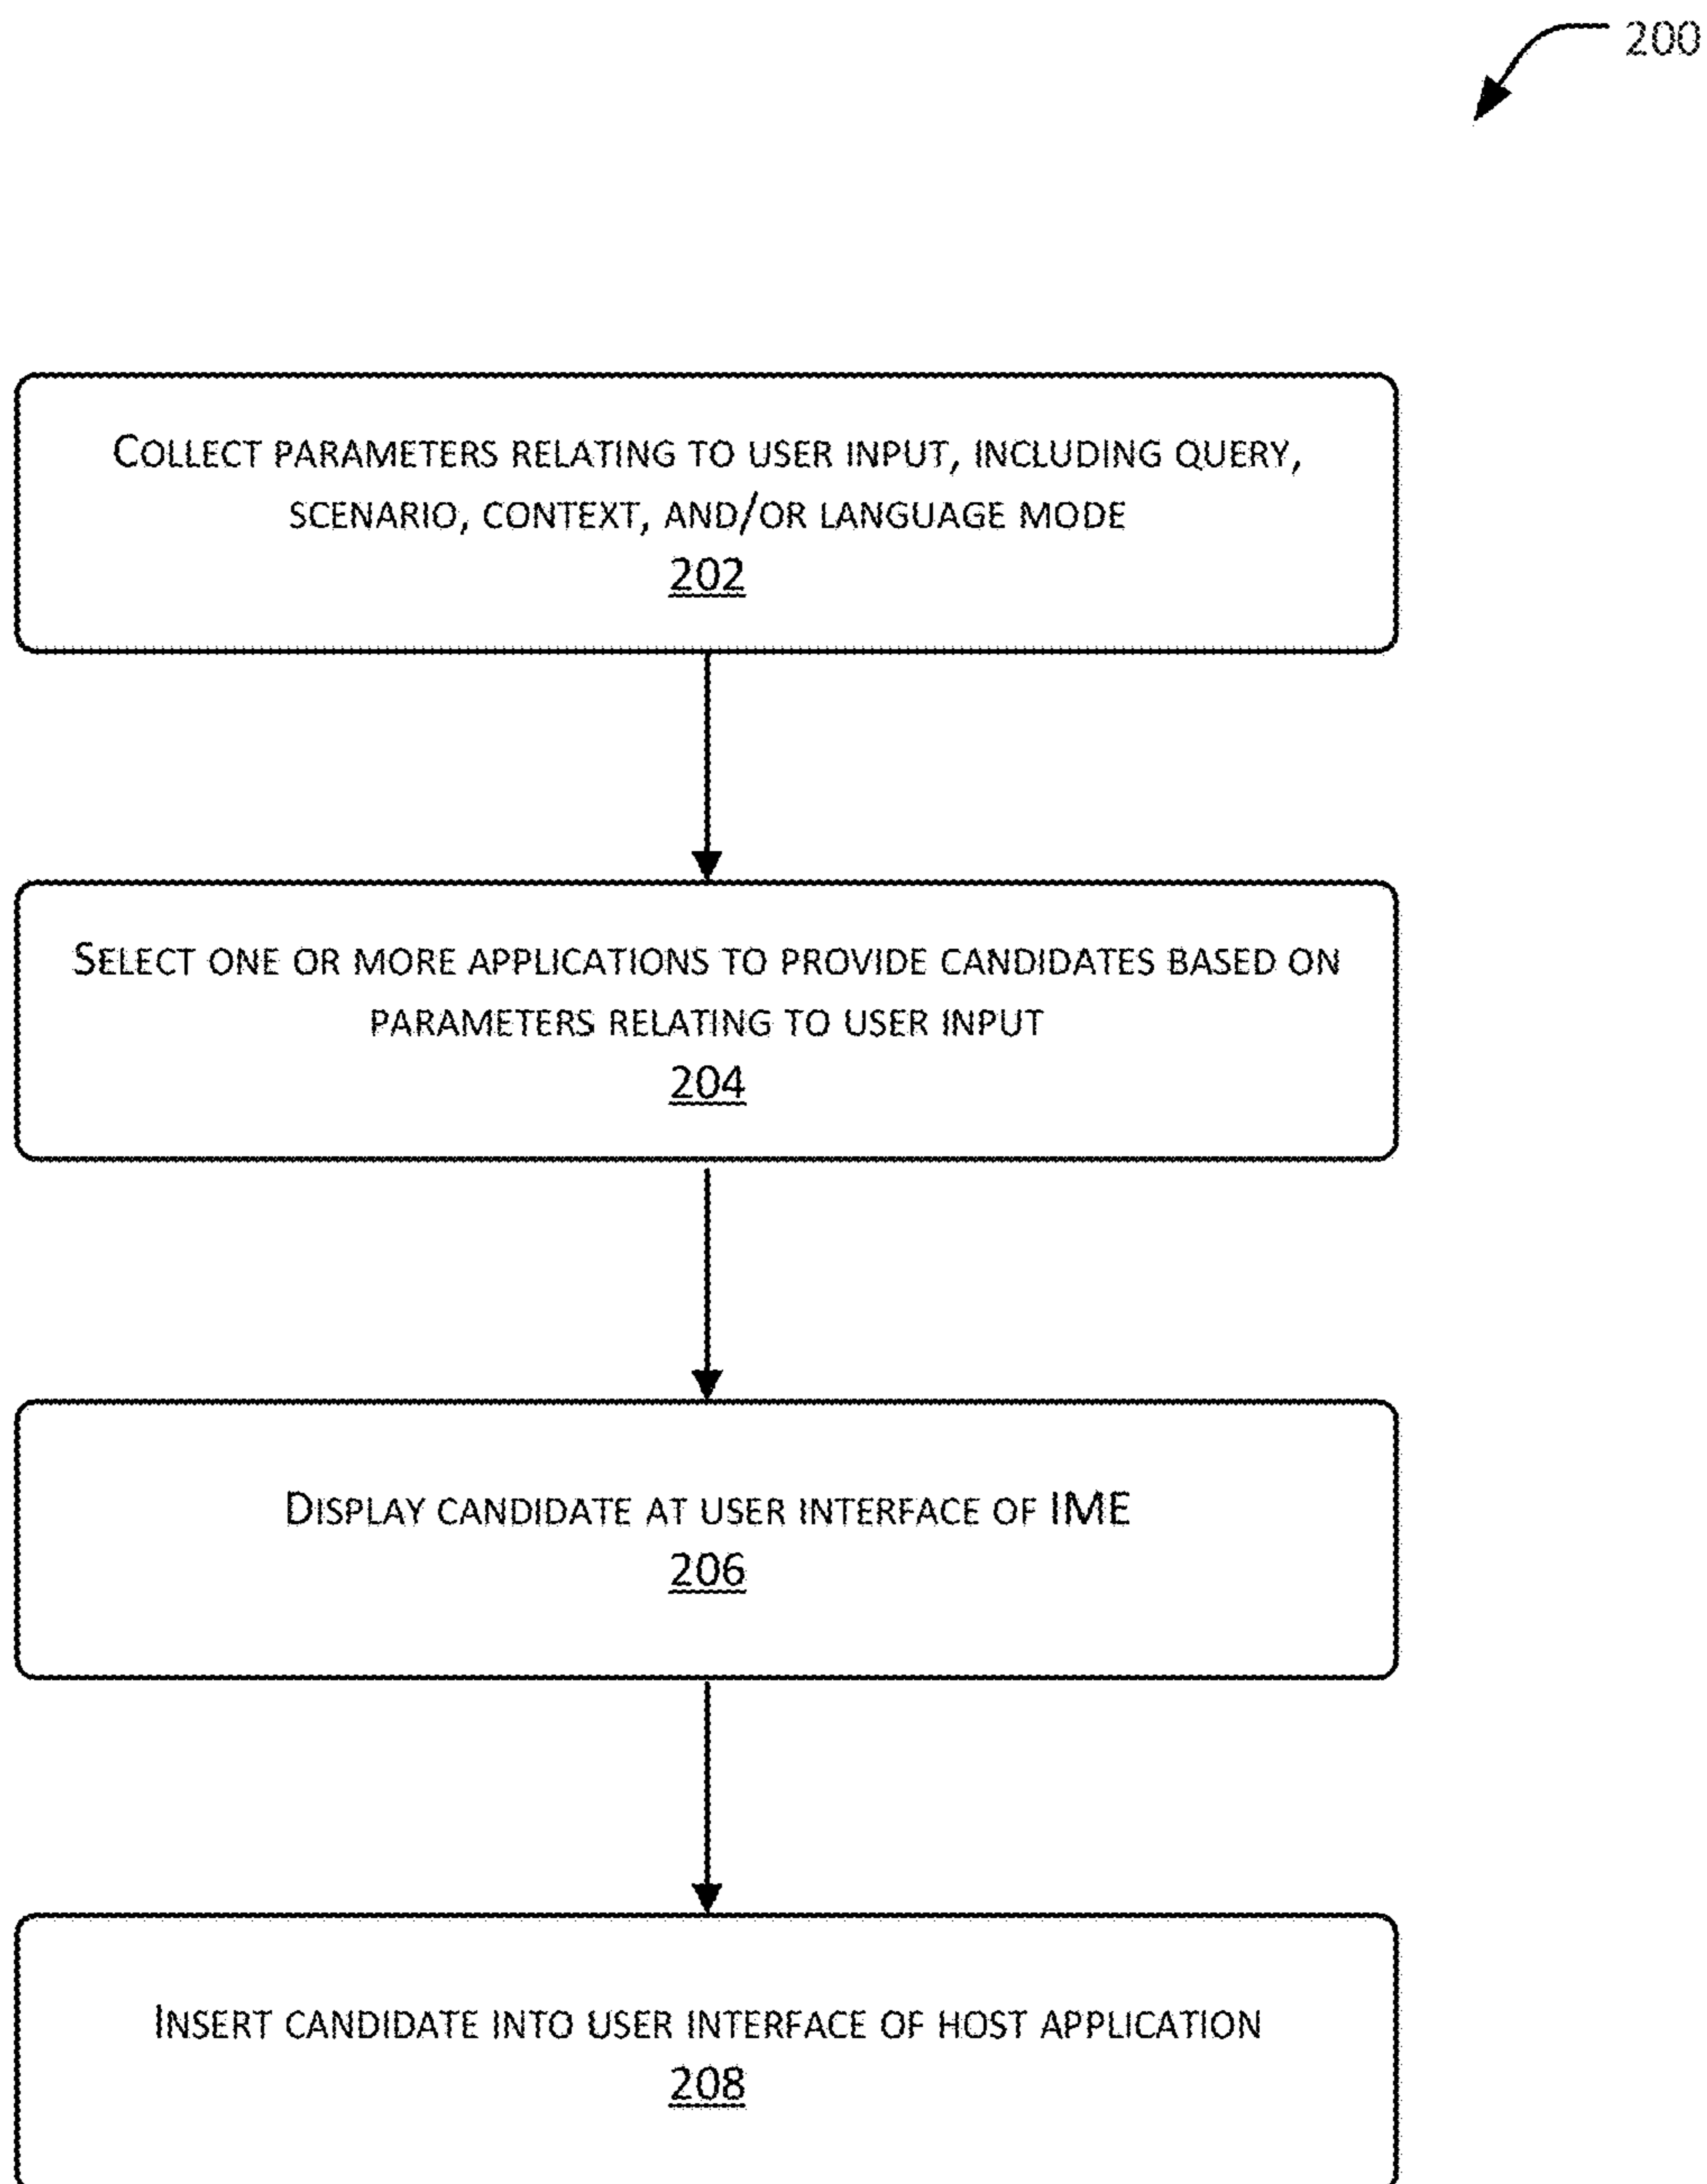 200
COLLECT PARAMETERS RELATING TO USER INPUT, INCLUDING QUERY,
SCENARIO, CONTEXT, AND/OR LANGUAGE MODE
202
SELECT ONE OR MORE APPLICATIONS TO PROVIDE CANDIDATES BASED ON
PARAMETERS RELATING TO USER INPUT
204
DISPLAY CANDIDATE AT USER INTERFACE OF IME
206
INSERT CANDIDATE INTO USER INTERFACE OF HOST APPLICATION
208